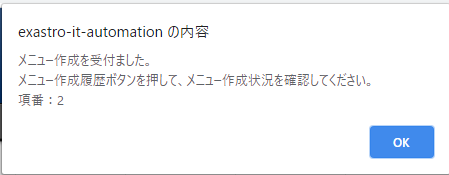 exastro-it-automation の内容
メニュー作成を受付ました。
メニュー作成履歴ボタンを押して、メニュー作成状況を確認してください。
項番：2
OK